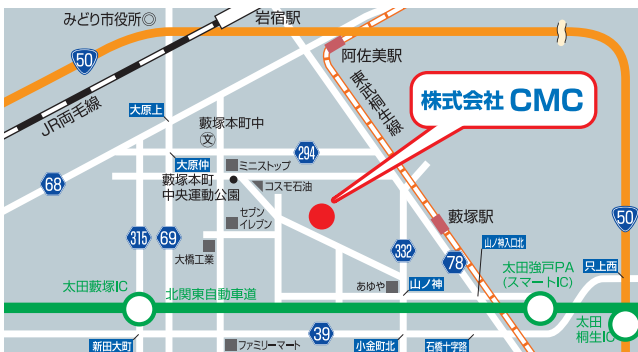 みどり市役所◎
岩宿駅
50
阿佐美駅
JR両毛線
東武桐生線
株式会社 CMC
大原上
藪塚本町中
文
294
大原仲
ミニストップ
68
藪塚本町
中央運動公園
コスモ石油
セブン
イレブン
藪塚駅
50
315
69
332
大橋工業
78
山ノ神入口北
太田強戸PA
(スマートIC)
只上西
太田藪塚IC
北関東自動車道
あゆや
山ノ神
太田
桐生IC
39
新田大町
ファミリーマート
小金町北
石橋十字路